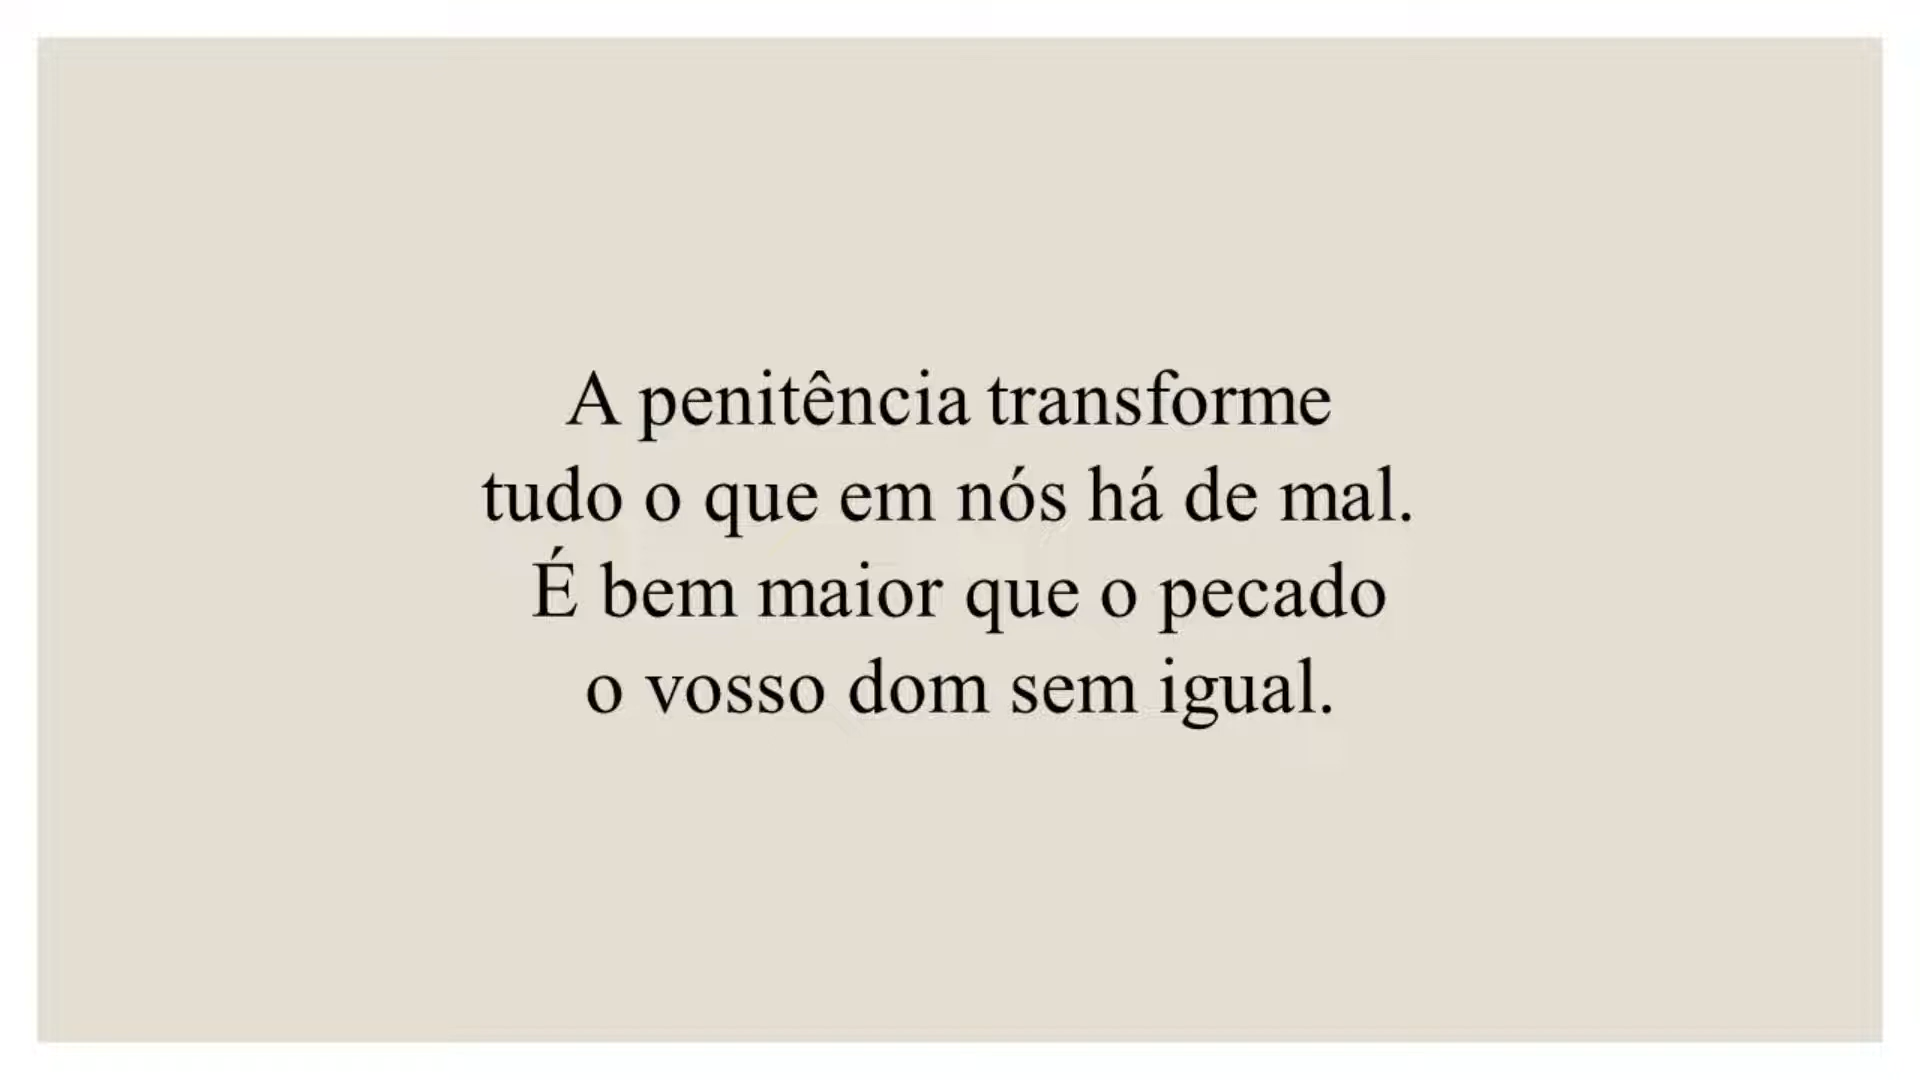 A penitência transforme
tudo o que em nós há de mal.
É bem maior que o pecado
o vosso dom sem igual.